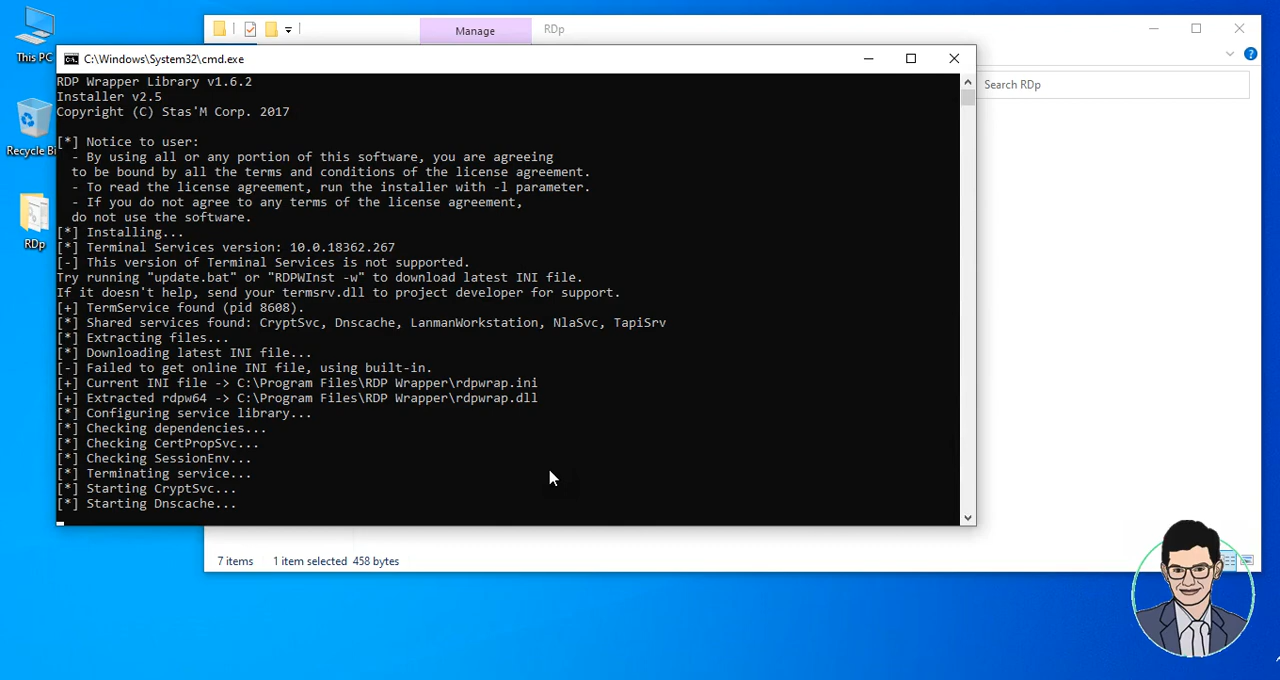 This PC
Recycle Bi
RDp
Manage
RDp
Search RDp
C:\Windows\System32\cmd.exe
RDP Wrapper Library v1.6.2
Installer v2.5
Copyright (C) Stas'M Corp. 2017
[*] Notice to user:
- By using all or any portion of this software, you are agreeing
to be bound by all the terms and conditions of the license agreement.
- To read the license agreement, run the installer with -l parameter.
- If you do not agree to any terms of the license agreement,
do not use the software.
[*] Installing...
[*] Terminal Services version: 10.0.18362.267
[-] This version of Terminal Services is not supported.
Try running "update.bat" or "RDPWInst -w" to download latest INI file.
If it doesn't help, send your termsrv.dll to project developer for support.
[+] TermService found (pid 8608).
[*] Shared services found: CryptSvc, Dnscache, LanmanWorkstation, NlaSvc, TapiSrv
[*] Extracting files...
[*] Downloading latest INI file...
[-] Failed to get online INI file, using built-in.
[+] Current INI file -> C:\Program Files\RDP Wrapper\rdpwrap.ini
[+] Extracted rdpw64 -> C:\Program Files\RDP Wrapper\rdpwrap.dll
[*] Configuring service library...
[*] Checking dependencies...
[*] Checking CertPropSvc...
[*] Checking SessionEnv...
[*] Terminating service...
[*] Starting CryptSvc...
[*] Starting Dnscache...
7 items 1 item selected 458 bytes